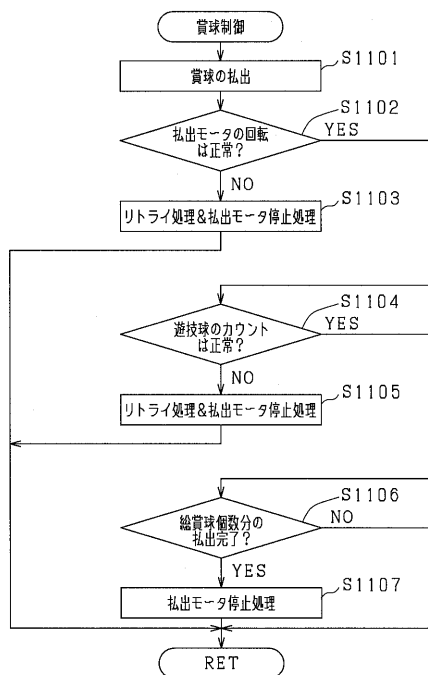 賞球制御
S1101
賞球の払出
S1102
払出モータの回転
は正常?
YES
NO
S1103
リトライ処理&払出モータ停止処理
S1104
遊技球のカウント
は正常?
YES
NO
S1105
リトライ処理&払出モータ停止処理
S1106
総賞球個数分の
払出完了?
NO
YES
S1107
払出モータ停止処理
RET